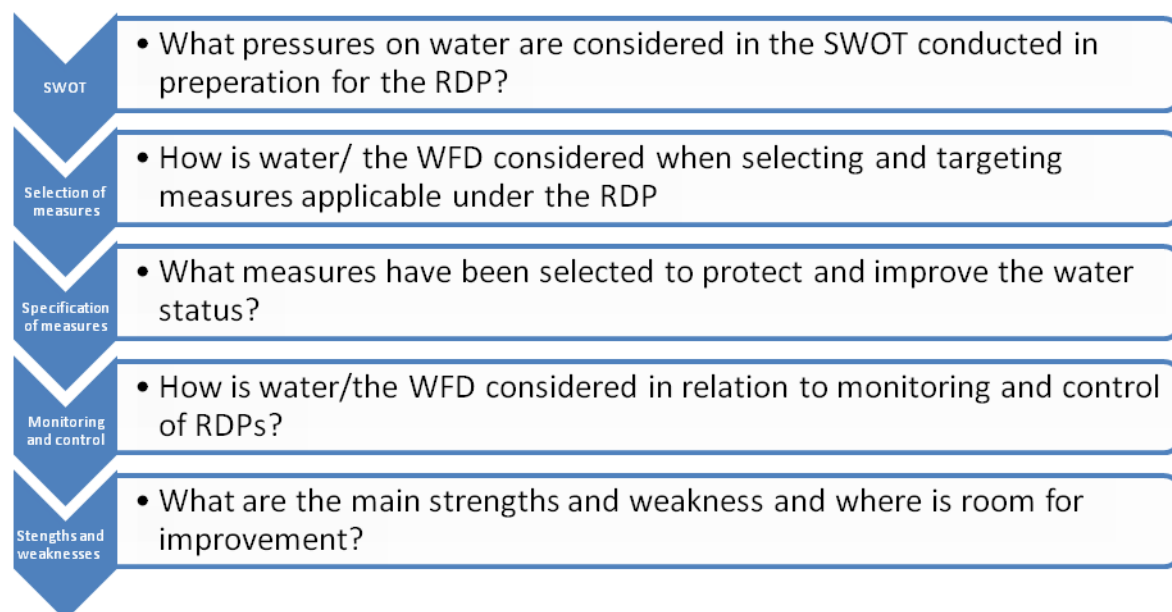 SWOT
• What pressures on water are considered in the SWOT conducted in
preperation for the RDP?
Selection of
measures
• How is water/ the WFD considered when selecting and targeting
measures applicable under the RDP
Specification
of measures
• What measures have been selected to protect and improve the water
status?
Monitoring
and control
• How is water/the WFD considered in relation to monitoring and control
of RDPs?
Stengths and
weaknesses
• What are the main strengths and weakness and where is room for
improvement?